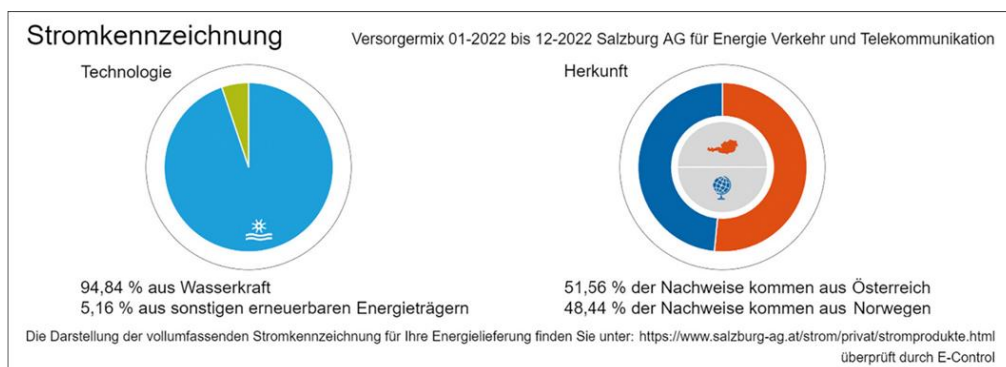 Stromkennzeichnung
Versorgermix 01-2022 bis 12-2022 Salzburg AG für Energie Verkehr und Telekommunikation
Technologie
94,84 % aus Wasserkraft
5,16 % aus sonstigen erneuerbaren Energieträgern
Herkunft
51,56 % der Nachweise kommen aus Österreich
48,44 % der Nachweise kommen aus Norwegen
Die Darstellung der vollumfassenden Stromkennzeichnung für Ihre Energielieferung finden Sie unter: https://www.salzburg-ag.at/strom/privat/stromprodukte.html
überprüft durch E-Control